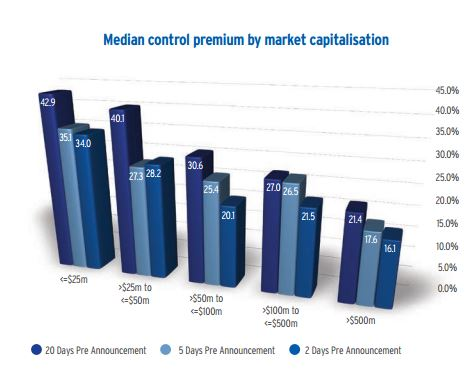 Median control premium by market capitalisation
45.0%
40.0%
35.0%
30.0%
25.0%
20.0%
15.0%
10.0%
5.0%
0.0%
42.9
35.1
34.0
40.1
27.3
28.2
30.6
25.4
20.1
27.0
26.5
21.5
21.4
17.6
16.1
<=$25m
>$25m to
<=$50m
>$50m to
<=$100m
>$100m to
<=$500m
>$500m
20 Days Pre Announcement
5 Days Pre Announcement
2 Days Pre Announcement